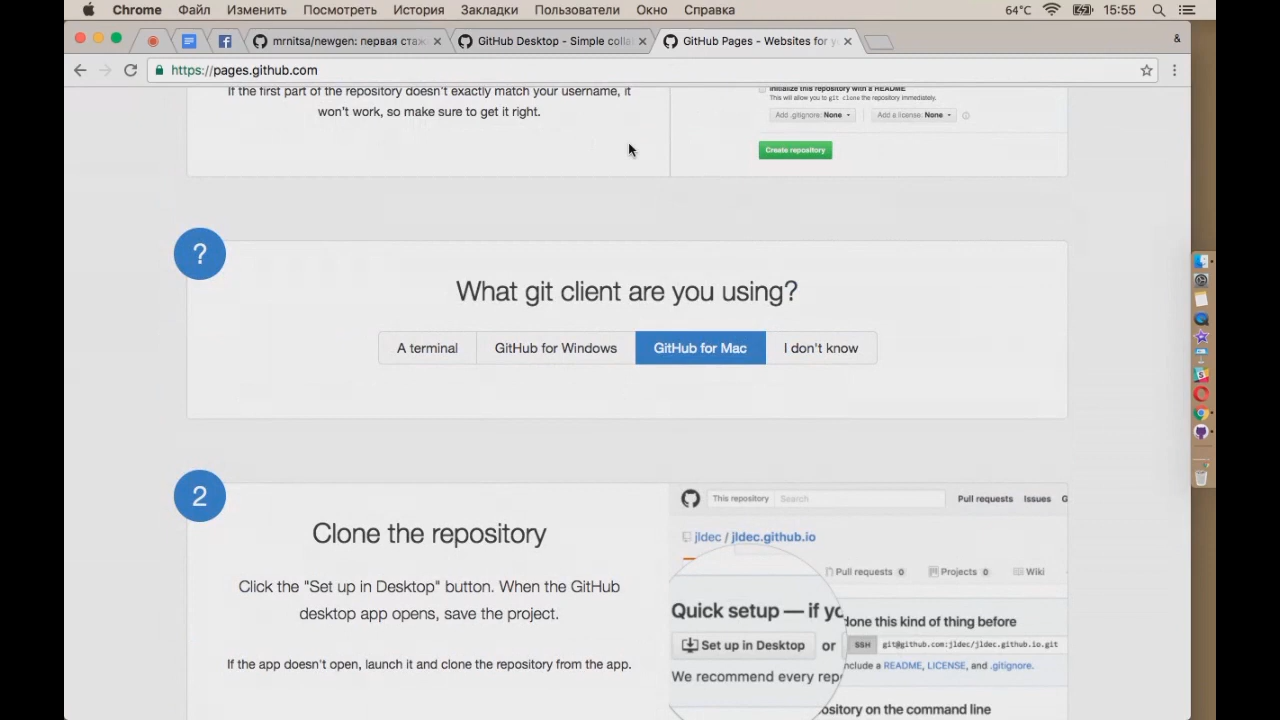 Chrome Файл Изменить Посмотреть История Закладки Пользователи Окно Справка 64°C 15:55
mrnitsa/newgen: первая стаж GitHub Desktop - Simple colla GitHub Pages - Websites for y
https://pages.github.com
If the first part of the repository doesn't exactly match your username, it
won't work, so make sure to get it right.
Initialize this repository with a README
This will allow you to git clone the repository immediately.
Add .gitignore: None Add a license: None
Create repository
?
What git client are you using?
A terminal GitHub for Windows GitHub for Mac I don't know
2
Clone the repository
Click the "Set up in Desktop" button. When the GitHub
desktop app opens, save the project.
If the app doesn't open, launch it and clone the repository from the app.
This repository Search Pull requests Issues G
jldec / jldec.github.io
Pull requests 0 Projects 0 Wiki
Quick setup — if yo
done this kind of thing before
Set up in Desktop or SSH git@github.com:jldec/jldec.github.io.git
We recommend every repo
include a README, LICENSE, and .gitignore.
ository on the command line